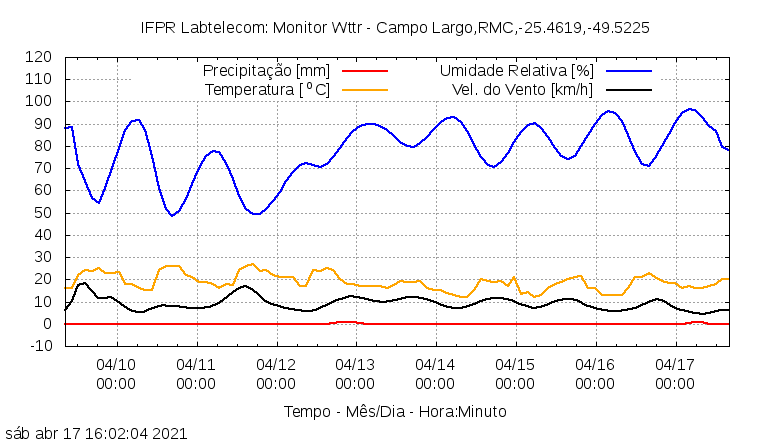 IFPR Labtelecom: Monitor Wttr - Campo Largo,RMC,-25.4619,-49.5225
120
110
100
90
80
70
60
50
40
30
20
10
0
-10
Precipitação [mm]
Temperatura [⁰C]
Umidade Relativa [%]
Vel. do Vento [km/h]
04/10 04/11 04/12 04/13 04/14 04/15 04/16 04/17
00:00 00:00 00:00 00:00 00:00 00:00 00:00 00:00
Tempo - Mês/Dia - Hora:Minuto
sáb abr 17 16:02:04 2021